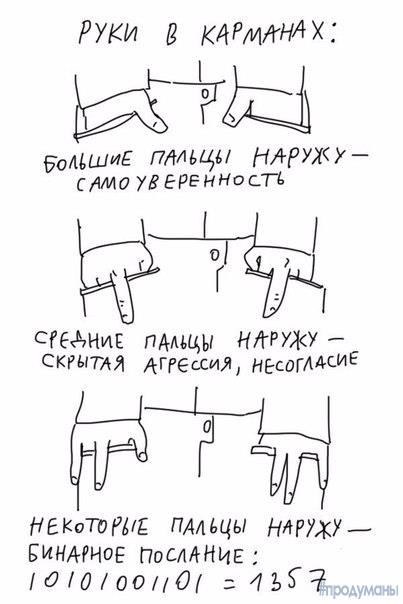 РУКИ В КАРМАНАХ:
БОЛЬШИЕ ПАЛЬЦЫ НАРУЖУ —
САМОУВЕРЕННОСТЬ
СРЕДНИЕ ПАЛЬЦЫ НАРУЖУ —
СКРЫТАЯ АГРЕССИЯ, НЕСОГЛАСИЕ
НЕКОТОРЫЕ ПАЛЬЦЫ НАРУЖУ —
БИНАРНОЕ ПОСЛАНИЕ:
10101001101 = 1357
#продуманы